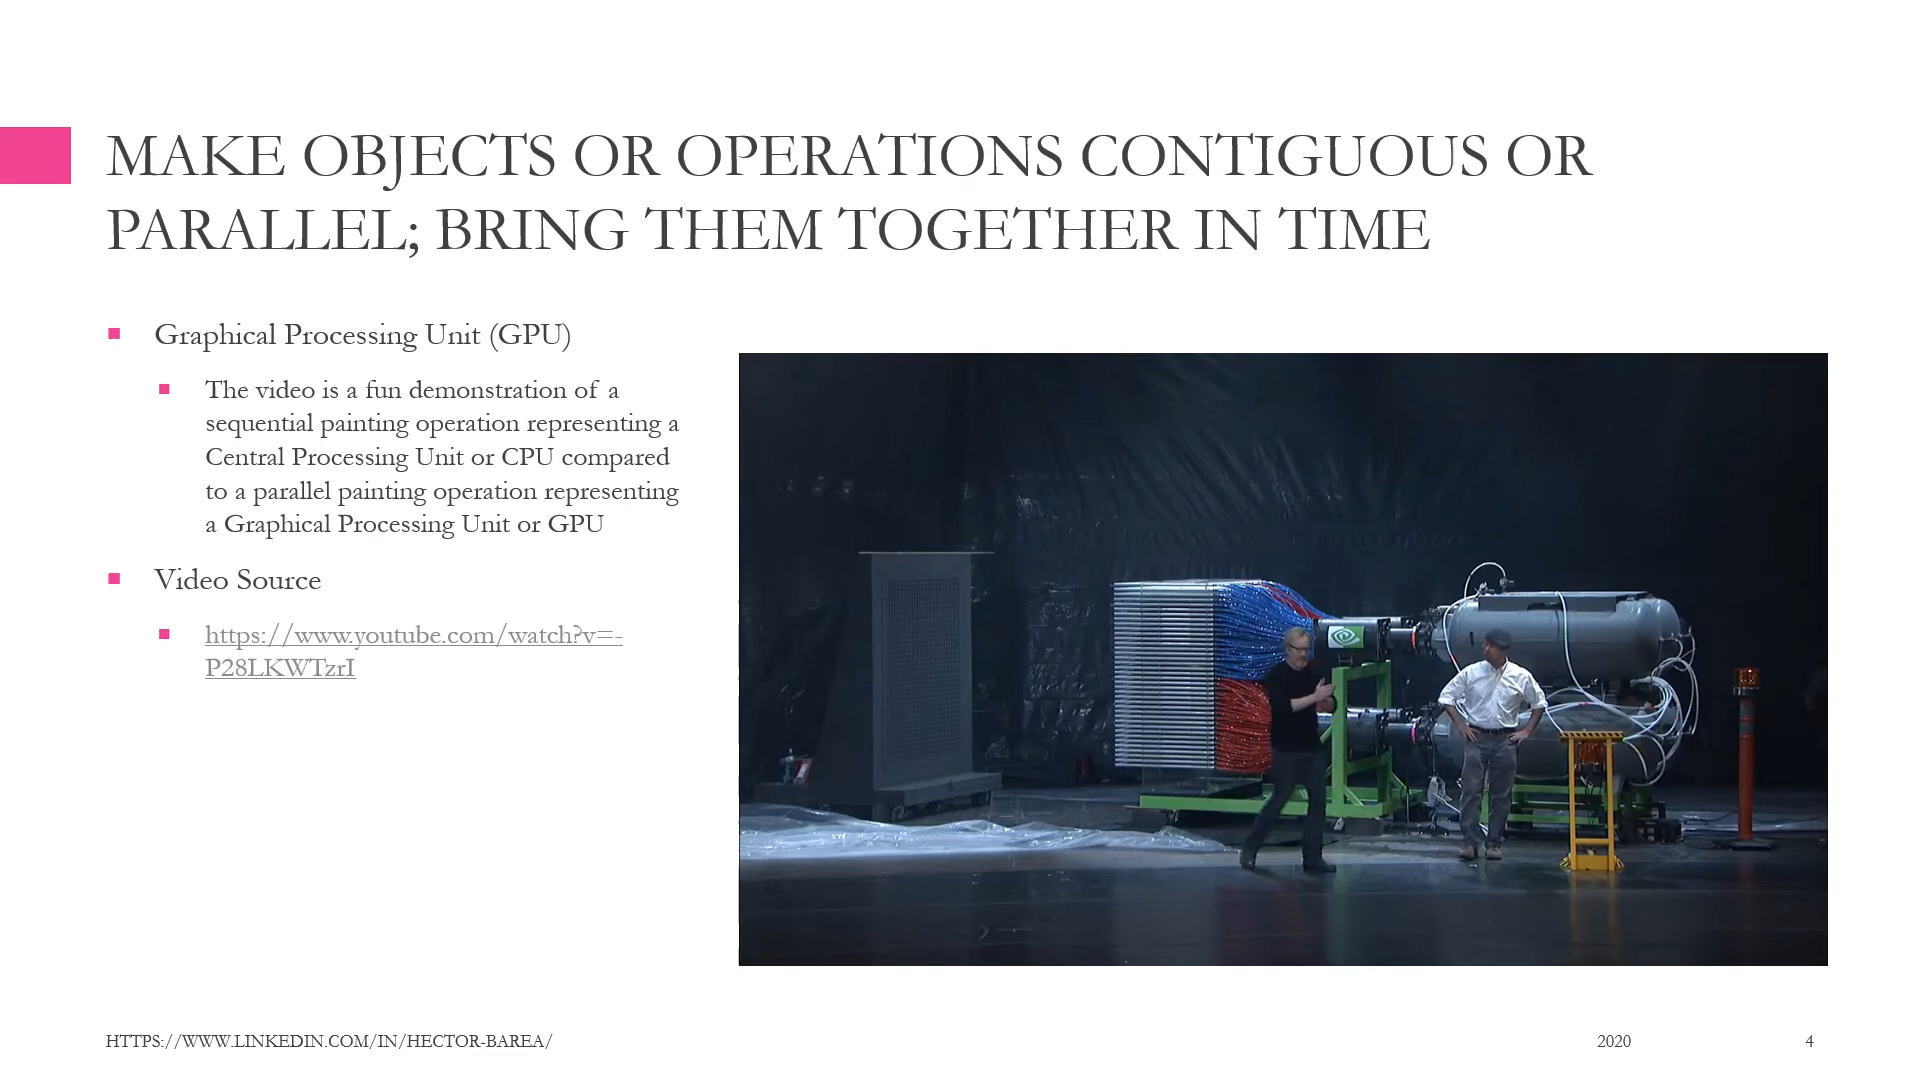 MAKE OBJECTS OR OPERATIONS CONTIGUOUS OR
PARALLEL; BRING THEM TOGETHER IN TIME
Graphical Processing Unit (GPU)
The video is a fun demonstration of a
sequential painting operation representing a
Central Processing Unit or CPU compared
to a parallel painting operation representing
a Graphical Processing Unit or GPU
Video Source
https://www.youtube.com/watch?v=-
P28LKWTzrI
HTTPS://WWW.LINKEDIN.COM/IN/HECTOR-BAREA/
2020
4